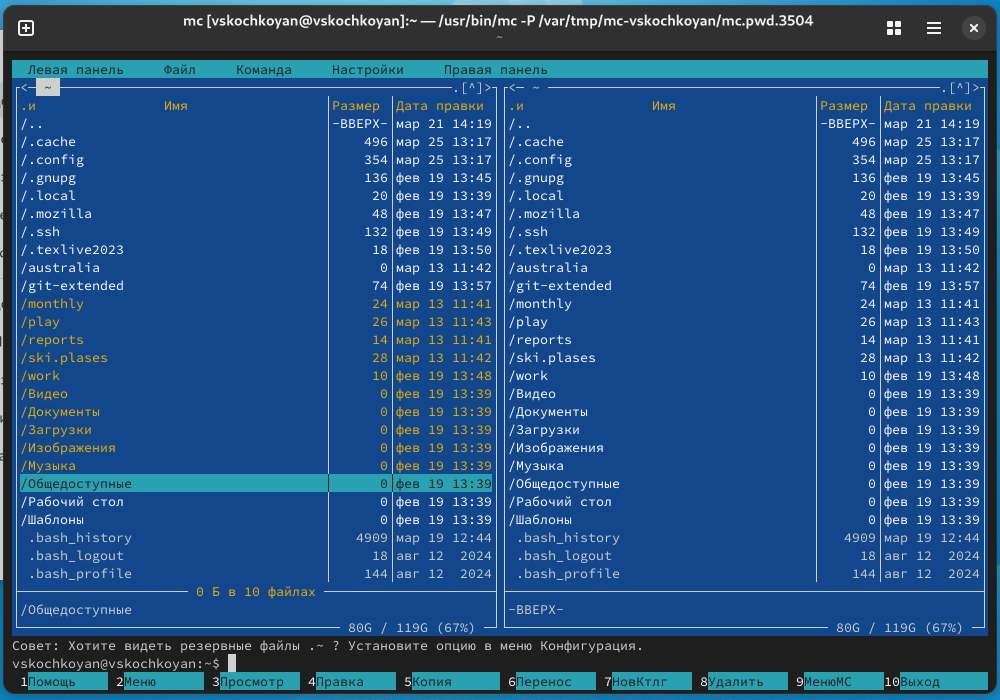 mc [vskochkoyan@vskochkoyan]:~ — /usr/bin/mc -P /var/tmp/mc-vskochkoyan/mc.pwd.3504
~
Левая панель Файл Команда Настройки Правая панель
<- ~ .[^]>
.и Имя Размер Дата правки
/.. -ВВЕРХ- мар 21 14:19
/.cache 496 мар 25 13:17
/.config 354 мар 25 13:17
/.gnupg 136 фев 19 13:45
/.local 20 фев 19 13:39
/.mozilla 48 фев 19 13:47
/.ssh 132 фев 19 13:49
/.texlive2023 18 фев 19 13:50
/australia 0 мар 13 11:42
/git-extended 74 фев 19 13:57
/monthly 24 мар 13 11:41
/play 26 мар 13 11:43
/reports 14 мар 13 11:41
/ski.plases 28 мар 13 11:42
/work 10 фев 19 13:48
/Видео 0 фев 19 13:39
/Документы 0 фев 19 13:39
/Загрузки 0 фев 19 13:39
/Изображения 0 фев 19 13:39
/Музыка 0 фев 19 13:39
/Общедоступные 0 фев 19 13:39
/Рабочий стол 0 фев 19 13:39
/Шаблоны 0 фев 19 13:39
.bash_history 4909 мар 19 12:44
.bash_logout 18 авг 12 2024
.bash_profile 144 авг 12 2024
0 Б в 10 файлах
/Общедоступные
80G / 119G (67%)
<- ~ .[^]>
.и Имя Размер Дата правки
/.. -ВВЕРХ- мар 21 14:19
/.cache 496 мар 25 13:17
/.config 354 мар 25 13:17
/.gnupg 136 фев 19 13:45
/.local 20 фев 19 13:39
/.mozilla 48 фев 19 13:47
/.ssh 132 фев 19 13:49
/.texlive2023 18 фев 19 13:50
/australia 0 мар 13 11:42
/git-extended 74 фев 19 13:57
/monthly 24 мар 13 11:41
/play 26 мар 13 11:43
/reports 14 мар 13 11:41
/ski.plases 28 мар 13 11:42
/work 10 фев 19 13:48
/Видео 0 фев 19 13:39
/Документы 0 фев 19 13:39
/Загрузки 0 фев 19 13:39
/Изображения 0 фев 19 13:39
/Музыка 0 фев 19 13:39
/Общедоступные 0 фев 19 13:39
/Рабочий стол 0 фев 19 13:39
/Шаблоны 0 фев 19 13:39
.bash_history 4909 мар 19 12:44
.bash_logout 18 авг 12 2024
.bash_profile 144 авг 12 2024
-ВВЕРХ-
80G / 119G (67%)
Совет: Хотите видеть резервные файлы .~ ? Установите опцию в меню Конфигурация.
vskochkoyan@vskochkoyan:~$
1Помощь 2Меню 3Просмотр 4Правка 5Копия 6Перенос 7НовКтлг 8Удалить 9МенюМС 10Выход